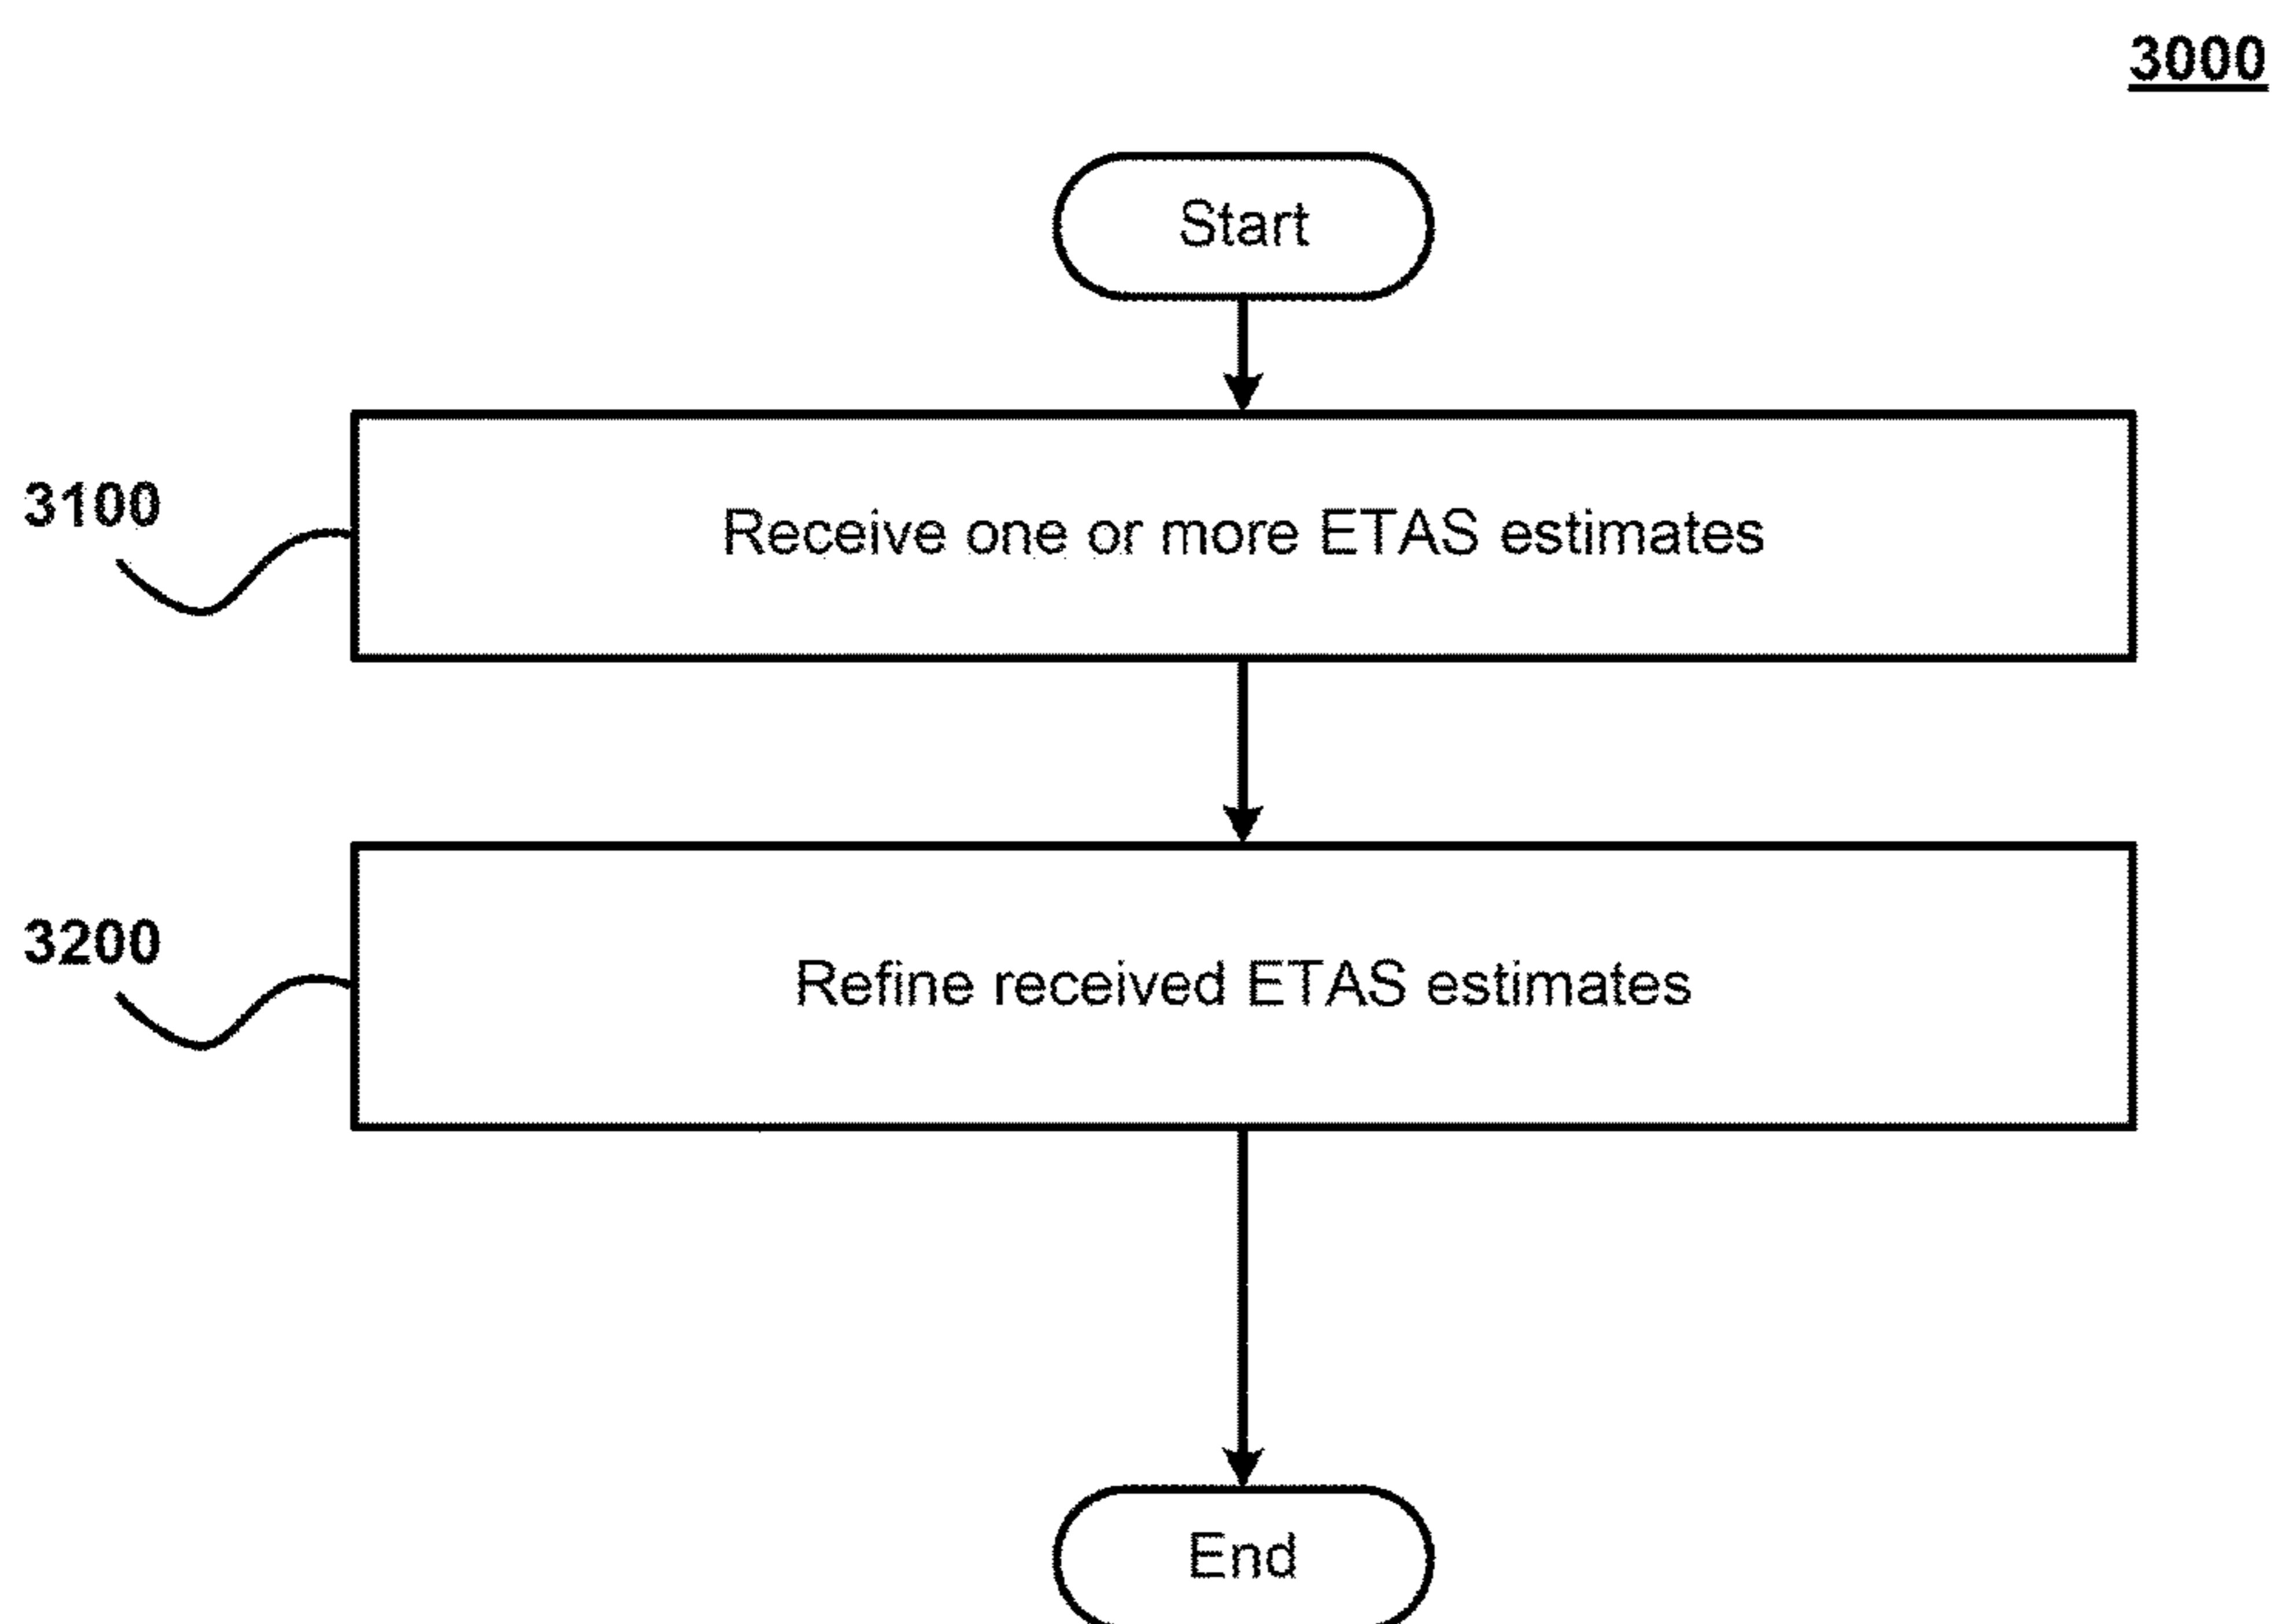 3000
Start
3100
Receive one or more ETAS estimates
3200
Refine received ETAS estimates
End